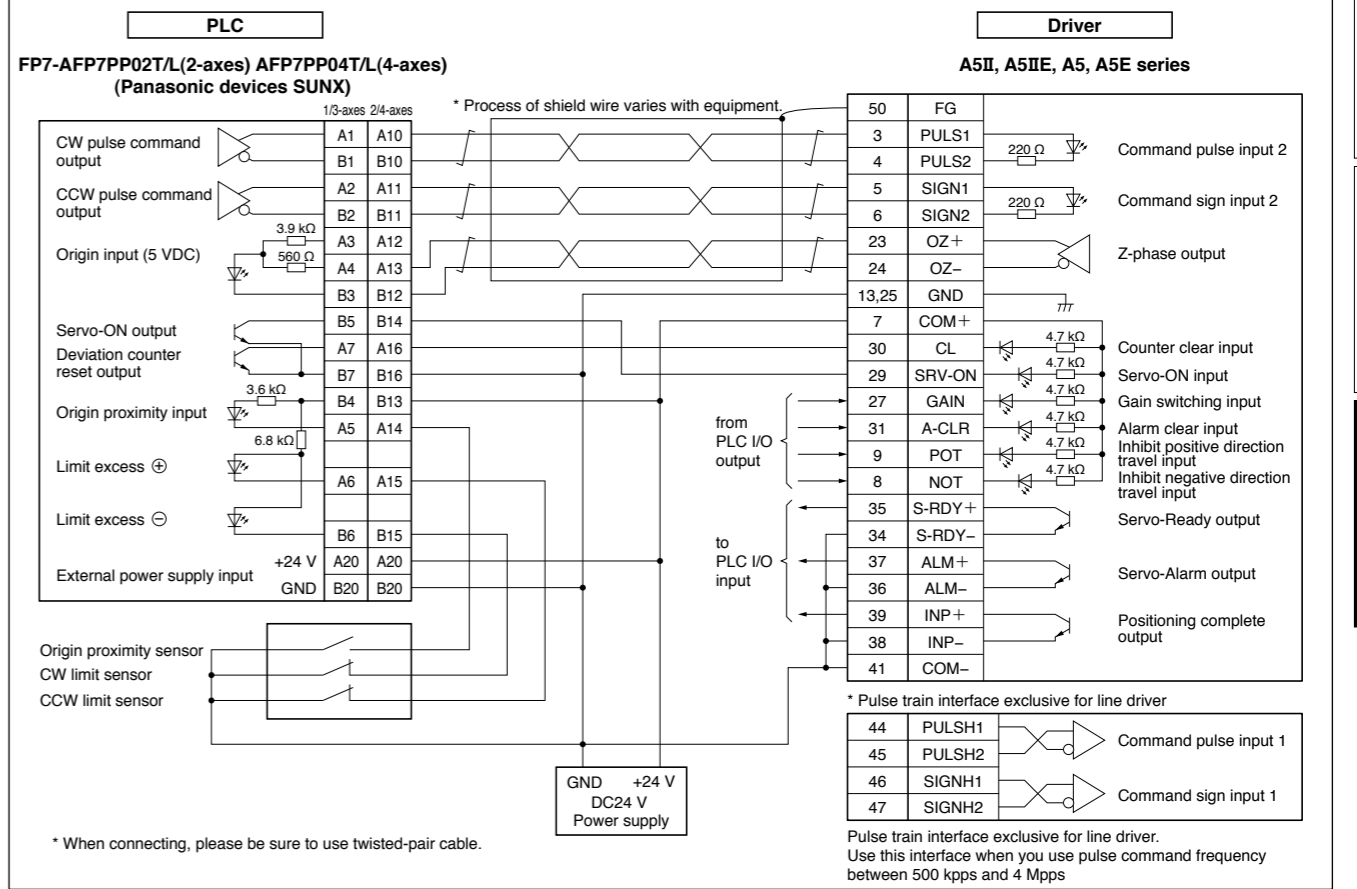 PLC
Driver
FP7-AFP7PP02T/L(2-axes) AFP7PP04T/L(4-axes)
(Panasonic devices SUNX)
A5II, A5IIE, A5, A5E series
1/3-axes 2/4-axes
* Process of shield wire varies with equipment.
CW pulse command
output
A1 A10
B1 B10
CCW pulse command
output
A2 A11
B2 B11
Origin input (5 VDC)
3.9 kΩ
560 Ω
A3 A12
A4 A13
B3 B12
Servo-ON output
B5 B14
Deviation counter
reset output
A7 A16
B7 B16
3.6 kΩ
B4 B13
Origin proximity input
A5 A14
6.8 kΩ
Limit excess ⊕
A6 A15
Limit excess ⊖
B6 B15
External power supply input
+24 V A20 A20
GND B20 B20
Origin proximity sensor
CW limit sensor
CCW limit sensor
GND +24 V
DC24 V
Power supply
* When connecting, please be sure to use twisted-pair cable.
from
PLC I/O
output
to
PLC I/O
input
50 FG
3 PULS1
4 PULS2
220 Ω
Command pulse input 2
5 SIGN1
6 SIGN2
220 Ω
Command sign input 2
23 OZ+
24 OZ−
Z-phase output
13,25 GND
7 COM+
30 CL 4.7 kΩ Counter clear input
29 SRV-ON 4.7 kΩ Servo-ON input
27 GAIN 4.7 kΩ Gain switching input
31 A-CLR 4.7 kΩ Alarm clear input
9 POT 4.7 kΩ Inhibit positive direction
travel input
8 NOT 4.7 kΩ Inhibit negative direction
travel input
35 S-RDY+
34 S-RDY−
Servo-Ready output
37 ALM+
36 ALM−
Servo-Alarm output
39 INP+
38 INP−
Positioning complete
output
41 COM−
* Pulse train interface exclusive for line driver
44 PULSH1
45 PULSH2
Command pulse input 1
46 SIGNH1
47 SIGNH2
Command sign input 1
Pulse train interface exclusive for line driver.
Use this interface when you use pulse command frequency
between 500 kpps and 4 Mpps